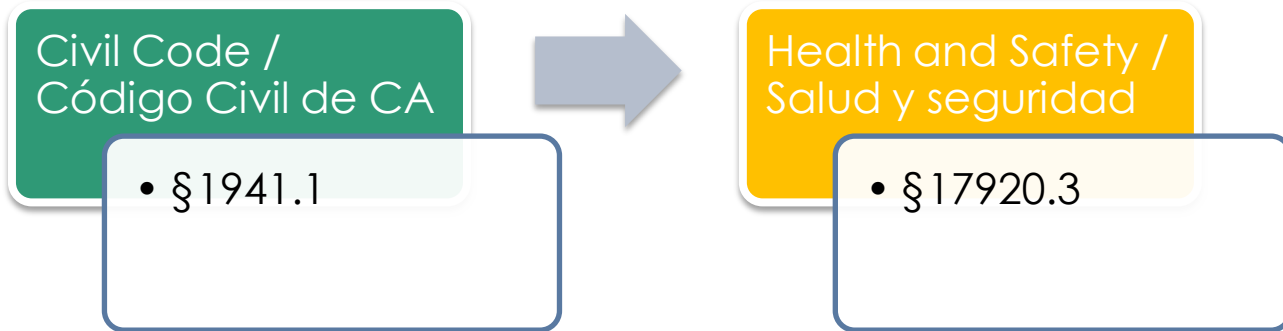 Civil Code /
Código Civil de CA
• §1941.1
Health and Safety /
Salud y seguridad
• §17920.3